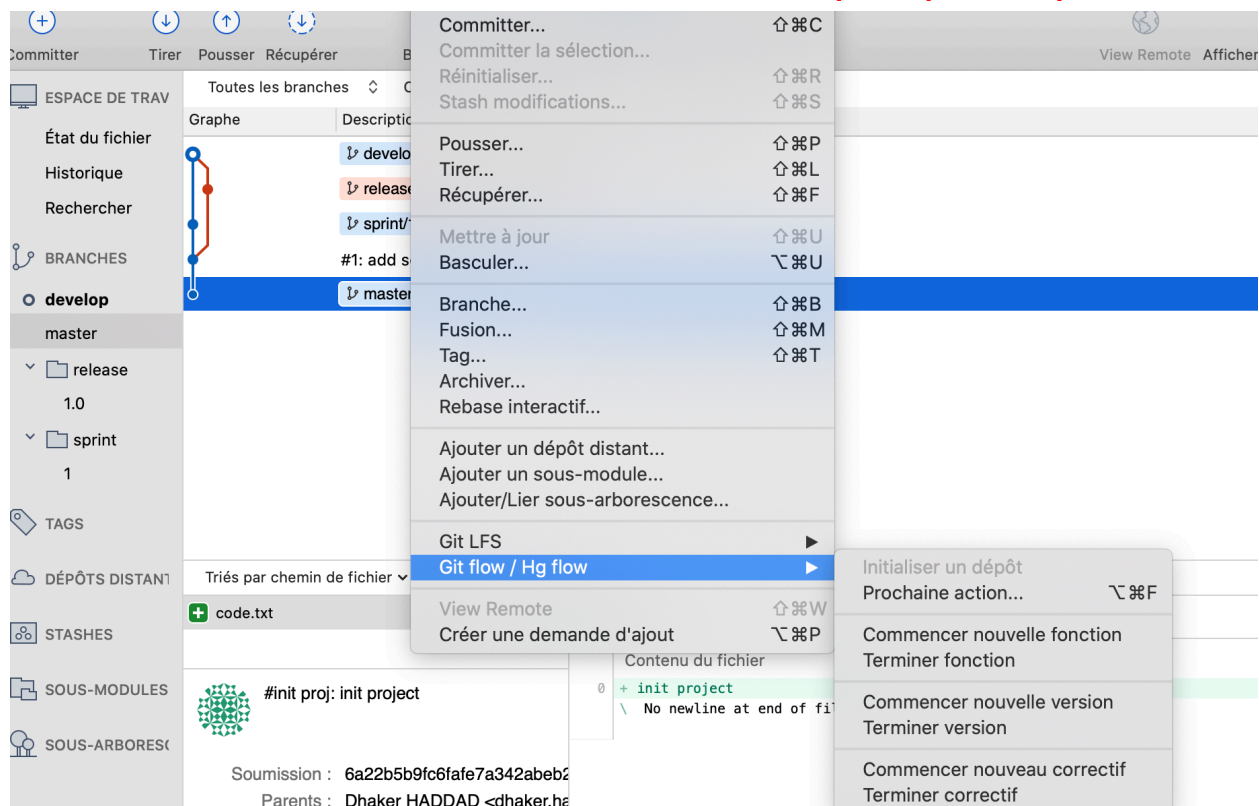 Committer
Tirer
Pousser
Récupérer
View Remote
Afficher
ESPACE DE TRAV
État du fichier
Historique
Rechercher
BRANCHES
develop
master
release
1.0
sprint
1
TAGS
DÉPÔTS DISTANT
STASHES
SOUS-MODULES
SOUS-ARBORES(
Toutes les branches
Graphe
Descriptio
develo
release
sprint/
#1: add s
master
Committer... ⇧⌘C
Committer la sélection...
Réinitialiser... ⇧⌘R
Stash modifications... ⇧⌘S
Pousser... ⇧⌘P
Tirer... ⇧⌘L
Récupérer... ⇧⌘F
Mettre à jour ⇧⌘U
Basculer... ⌥⌘U
Branche... ⇧⌘B
Fusion... ⇧⌘M
Tag... ⇧⌘T
Archiver...
Rebase interactif...
Ajouter un dépôt distant...
Ajouter un sous-module...
Ajouter/Lier sous-arborescence...
Git LFS
Git flow / Hg flow
View Remote ⇧⌘W
Créer une demande d'ajout ⌥⌘P
Initialiser un dépôt
Prochaine action... ⌥⌘F
Commencer nouvelle fonction
Terminer fonction
Commencer nouvelle version
Terminer version
Commencer nouveau correctif
Terminer correctif
Triés par chemin de fichier
code.txt
#init proj: init project
Soumission : 6a22b5b9fc6fafe7a342abeb2
Parents : Dhaker HADDAD <dhaker.ha
Contenu du fichier
0 + init project
\ No newline at end of fil